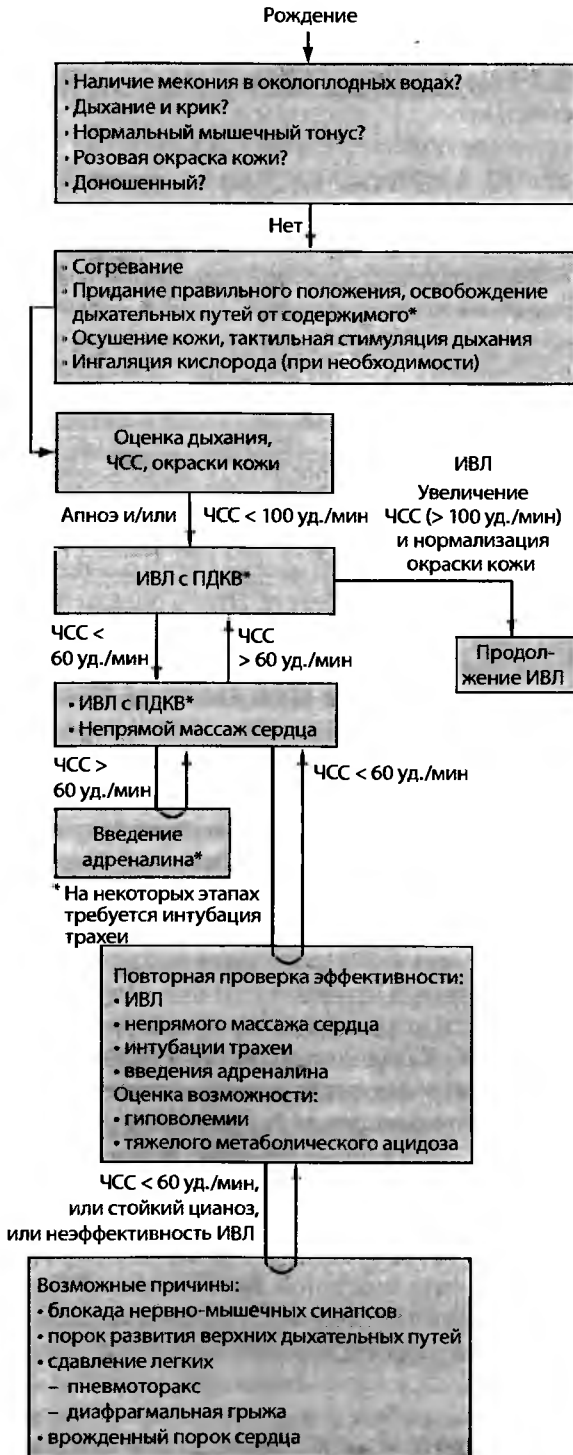 Рождение
• Наличие мекония в околоплодных водах?
• Дыхание и крик?
• Нормальный мышечный тонус?
• Розовая окраска кожи?
• Доношенный?
Нет
• Согревание
• Придание правильного положения, освобождение
дыхательных путей от содержимого*
• Осушение кожи, тактильная стимуляция дыхания
• Ингаляция кислорода (при необходимости)
Оценка дыхания,
ЧСС, окраски кожи
Апноэ и/или
ЧСС < 100 уд./мин
ИВЛ
Увеличение
ЧСС (> 100 уд./мин)
и нормализация
окраски кожи
ИВЛ с ПДКВ*
ЧСС <
60 уд./мин
ЧСС
> 60 уд./мин
Продол-
жение ИВЛ
• ИВЛ с ПДКВ*
• Непрямой массаж сердца
ЧСС >
60 уд./мин
ЧСС < 60 уд./мин
Введение
адреналина*
* На некоторых этапах
требуется интубация
трахеи
Повторная проверка эффективности:
• ИВЛ
• непрямого массажа сердца
• интубации трахеи
• введения адреналина
Оценка возможности:
• гиповолемии
• тяжелого метаболического ацидоза
ЧСС < 60 уд./мин,
или стойкий цианоз,
или неэффективность ИВЛ
Возможные причины:
• блокада нервно-мышечных синапсов
• порок развития верхних дыхательных путей
• сдавление легких
– пневмоторакс
– диафрагмальная грыжа
• врожденный порок сердца